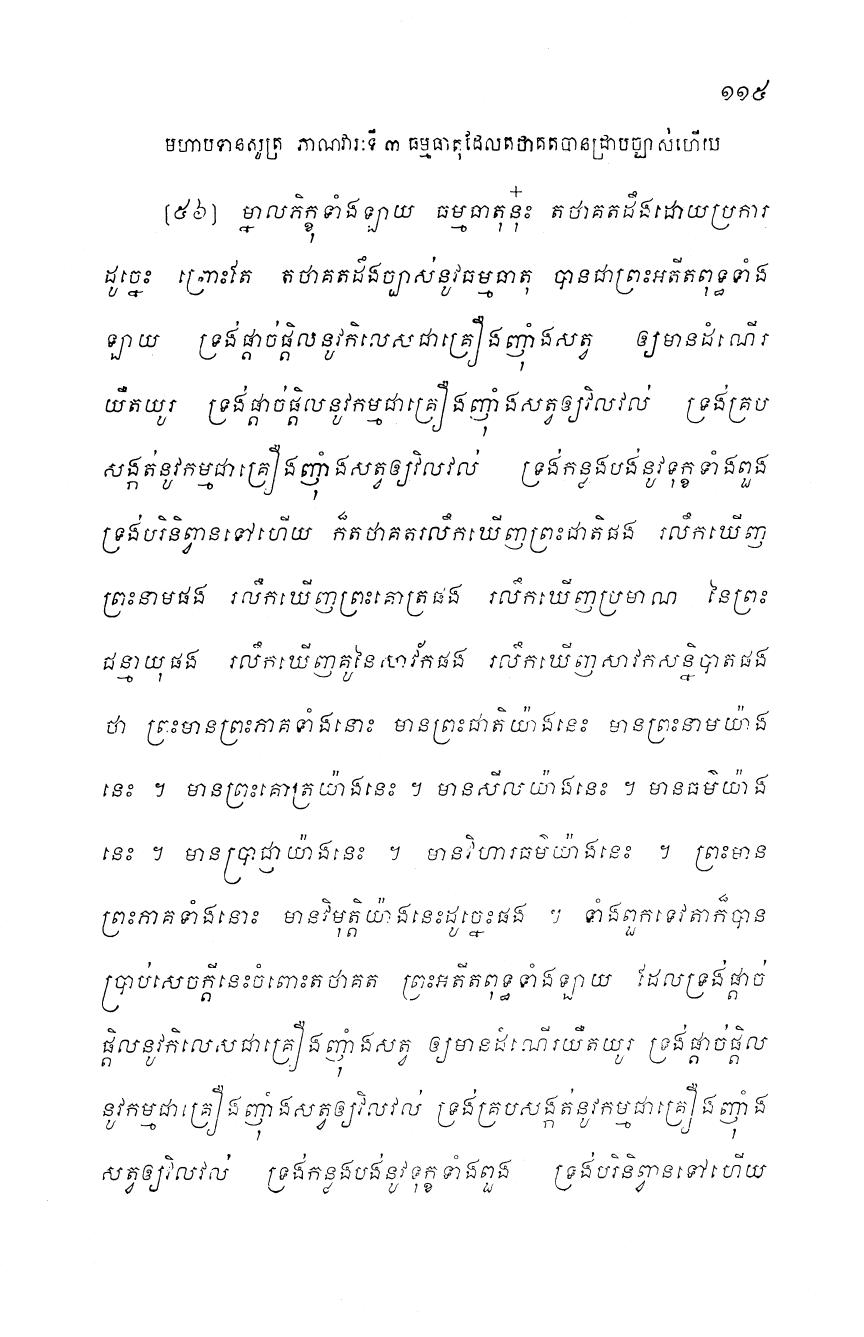 ១១៥
មហាបទានសូត្រ ភាណវារៈទី ៣ ធម្មធាតុដែលតថាគតបានជ្រាបច្បាស់ហើយ
[៥៦] ម្នាលភិក្ខុទាំងឡាយ ធម្មធាតុនុ៎ះ តថាគតដឹងដោយប្រការ
ដូច្នេះ ព្រោះតែ តថាគតដឹងច្បាស់នូវធម្មធាតុ បានជាព្រះអតីតពុទ្ធទាំង
ឡាយ ទ្រង់ផ្តាច់ផ្តិលនូវកិលេសជាគ្រឿងញ៉ាំងសត្វ ឲ្យមានដំណើរ
យឺតយូរ ទ្រង់ផ្តាច់ផ្តិលនូវកម្មជាគ្រឿងញ៉ាំងសត្វឲ្យវិលវល់ ទ្រង់គ្រប
សង្កត់នូវកម្មជាគ្រឿងញ៉ាំងសត្វឲ្យវិលវល់ ទ្រង់កន្លងបង់នូវទុក្ខទាំងពួង
ទ្រង់បរិនិព្វានទៅហើយ ក៏តថាគតរលឹកឃើញព្រះជាតិផង រលឹកឃើញ
ព្រះនាមផង រលឹកឃើញព្រះគោត្រផង រលឹកឃើញប្រមាណ នៃព្រះ
ជន្មាយុផង រលឹកឃើញគូនៃសាវ័កផង រលឹកឃើញសាវកសន្និបាតផង
ថា ព្រះមានព្រះភាគទាំងនោះ មានព្រះជាតិយ៉ាងនេះ មានព្រះនាមយ៉ាង
នេះ ។ មានព្រះគោត្រយ៉ាងនេះ ។ មានសីលយ៉ាងនេះ ។ មានធម៌យ៉ាង
នេះ ។ មានប្រាជ្ញាយ៉ាងនេះ ។ មានវិហារធម៌យ៉ាងនេះ ។ ព្រះមាន
ព្រះភាគទាំងនោះ មានវិមុត្តិយ៉ាងនេះដូច្នេះផង ។ ទាំងពួកទេវតាក៏បាន
ប្រាប់សេចក្តីនេះចំពោះតថាគត ព្រះអតីតពុទ្ធទាំងឡាយ ដែលទ្រង់ផ្តាច់
ផ្តិលនូវកិលេសជាគ្រឿងញ៉ាំងសត្វ ឲ្យមានដំណើរយឺតយូរ ទ្រង់ផ្តាច់ផ្តិល
នូវកម្មជាគ្រឿងញ៉ាំងសត្វឲ្យវិលវល់ ទ្រង់គ្របសង្កត់នូវកម្មជាគ្រឿងញ៉ាំង
សត្វឲ្យវិលវល់ ទ្រង់កន្លងបង់នូវទុក្ខទាំងពួង ទ្រង់បរិនិព្វានទៅហើយ